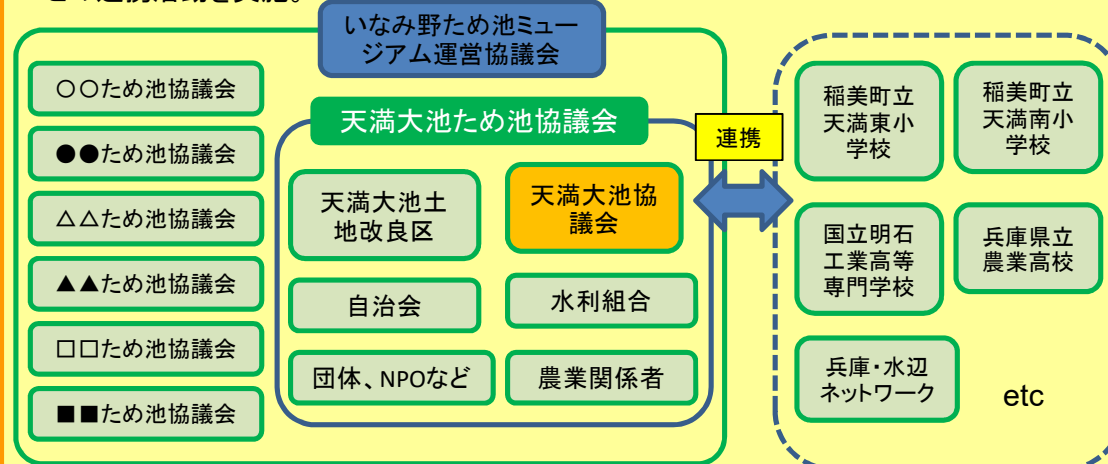 いなみ野ため池ミュー
ジアム運営協議会
〇〇ため池協議会
●●ため池協議会
△△ため池協議会
▲▲ため池協議会
□□ため池協議会
■■ため池協議会
天満大池ため池協議会
天満大池土
地改良区
天満大池協
議会
自治会
水利組合
団体、NPOなど
農業関係者
連携
稲美町立
天満東小
学校
稲美町立
天満南小
学校
国立明石
工業高等
専門学校
兵庫県立
農業高校
兵庫・水辺
ネットワーク
etc